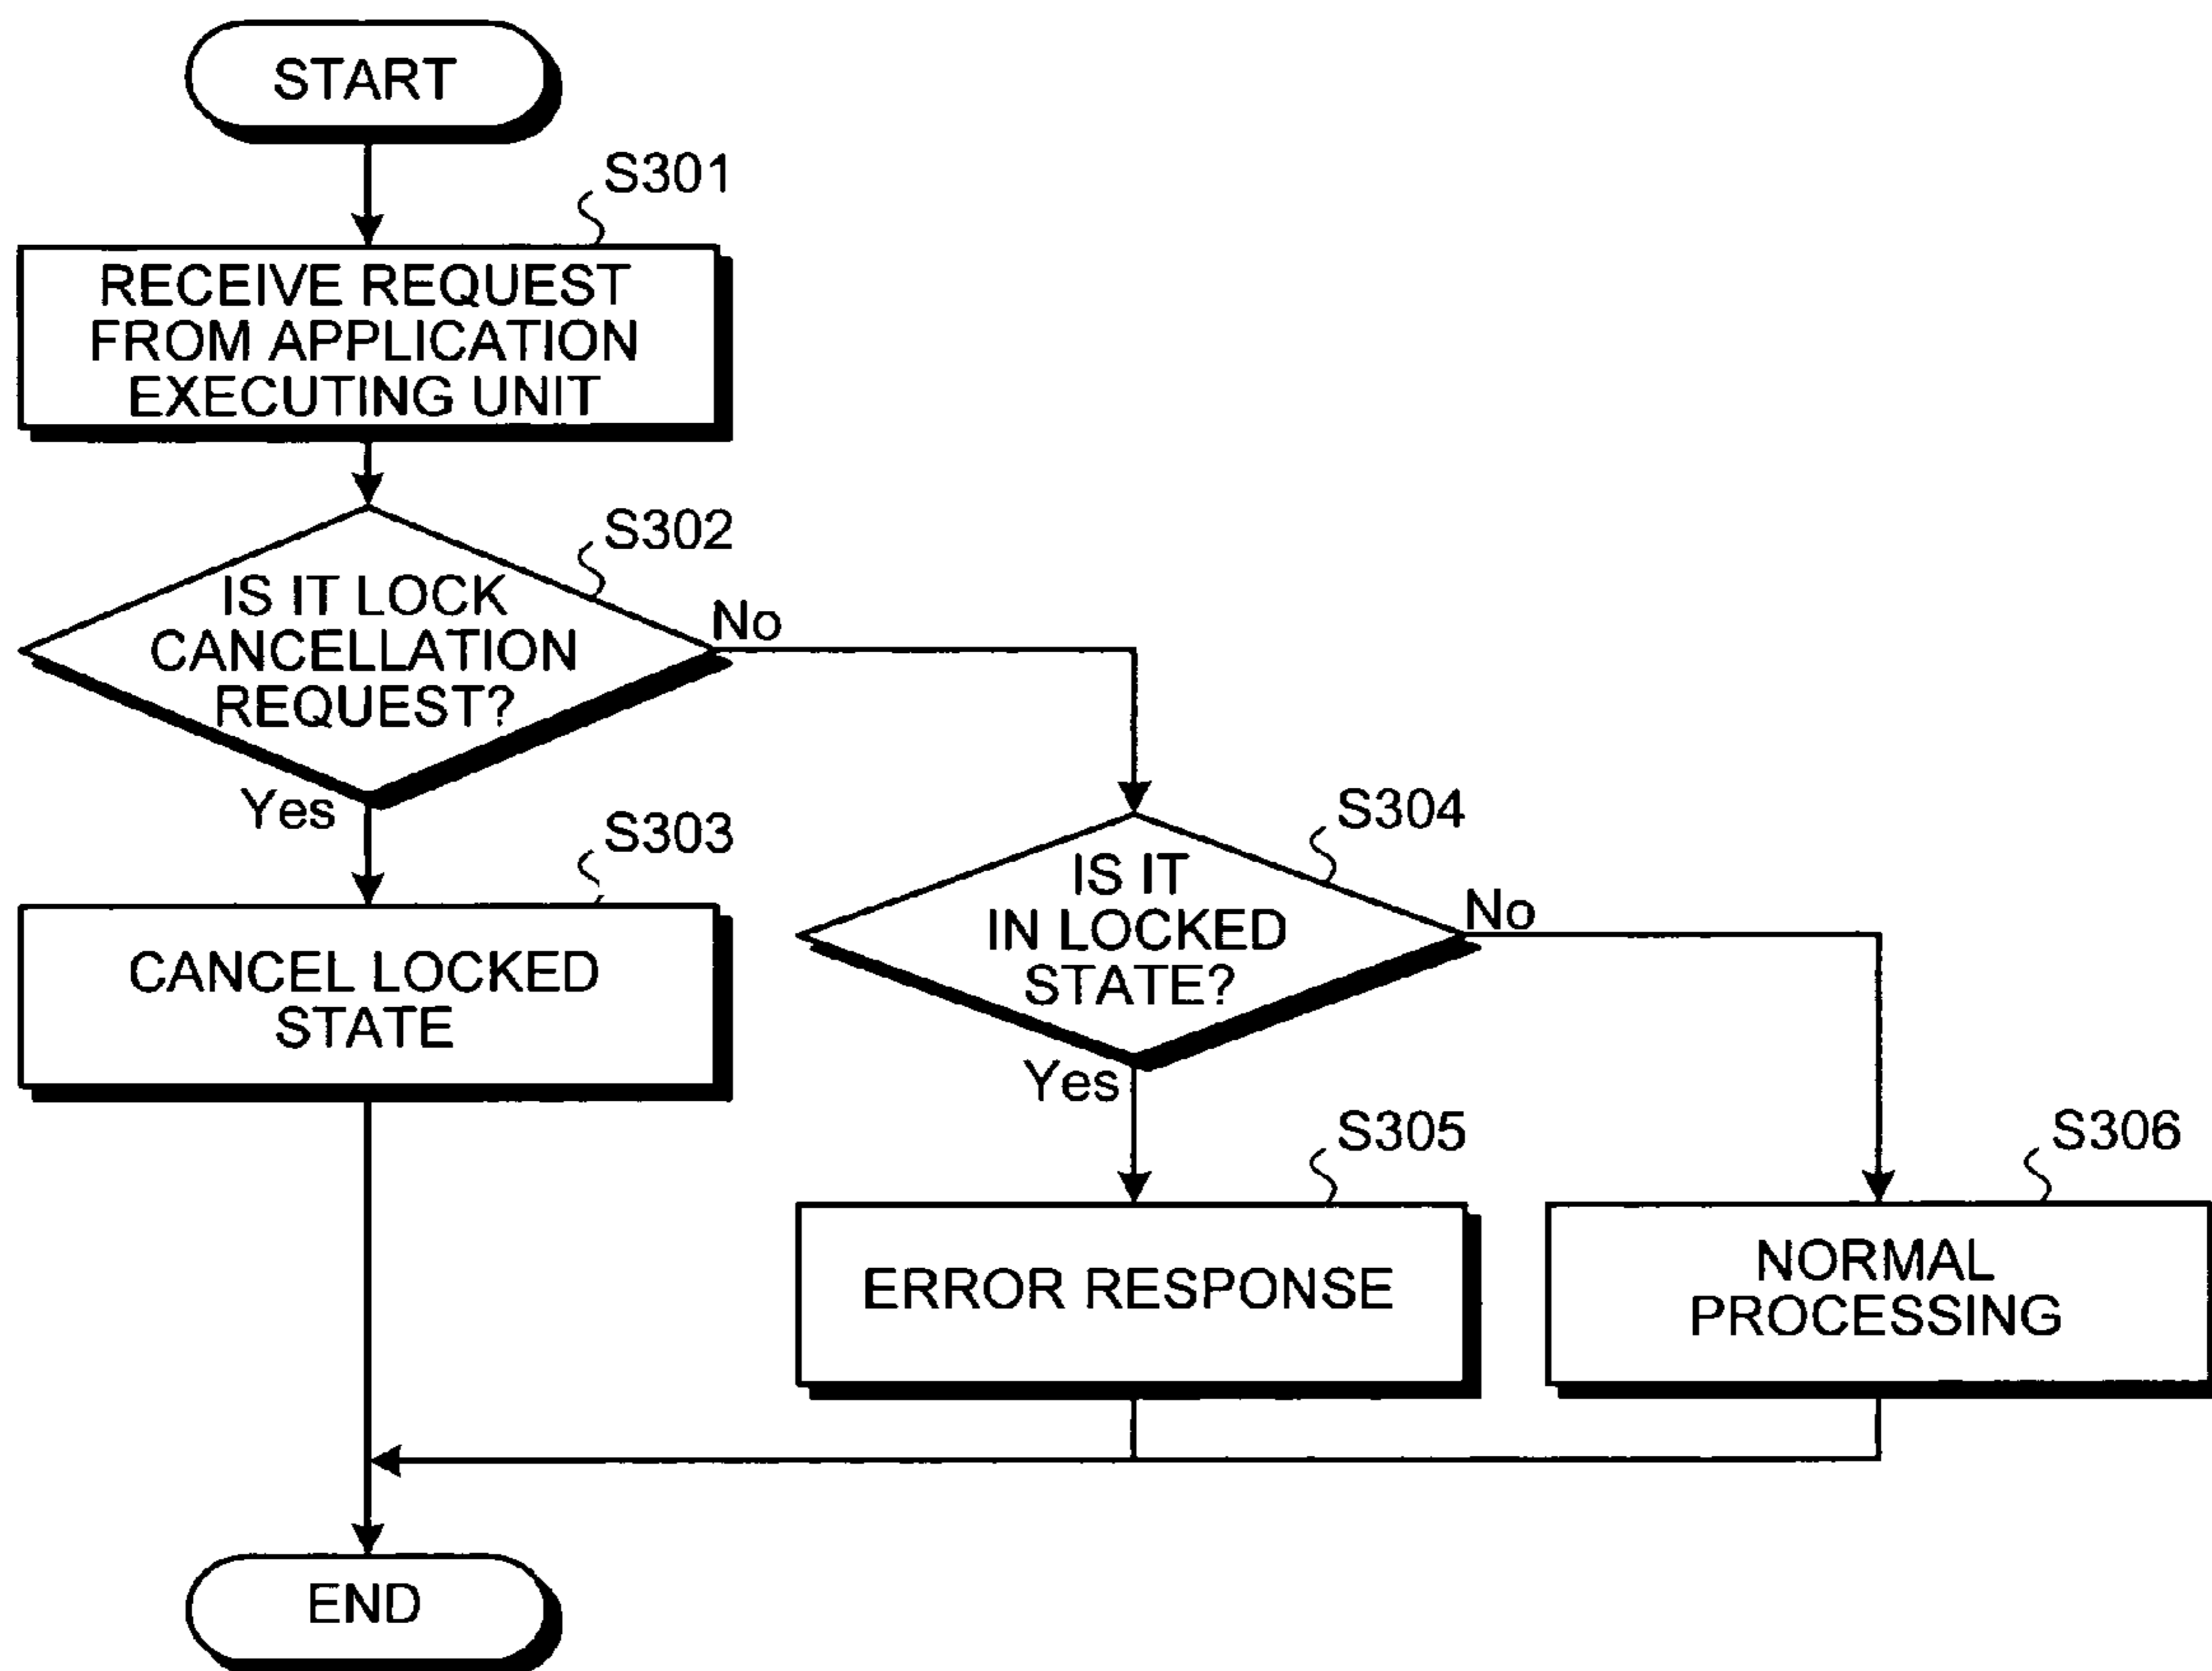 START
S301
RECEIVE REQUEST
FROM APPLICATION
EXECUTING UNIT
S302
IS IT LOCK
CANCELLATION
REQUEST?
No
Yes
S303
CANCEL LOCKED
STATE
S304
IS IT
IN LOCKED
STATE?
No
Yes
S305
ERROR RESPONSE
S306
NORMAL
PROCESSING
END